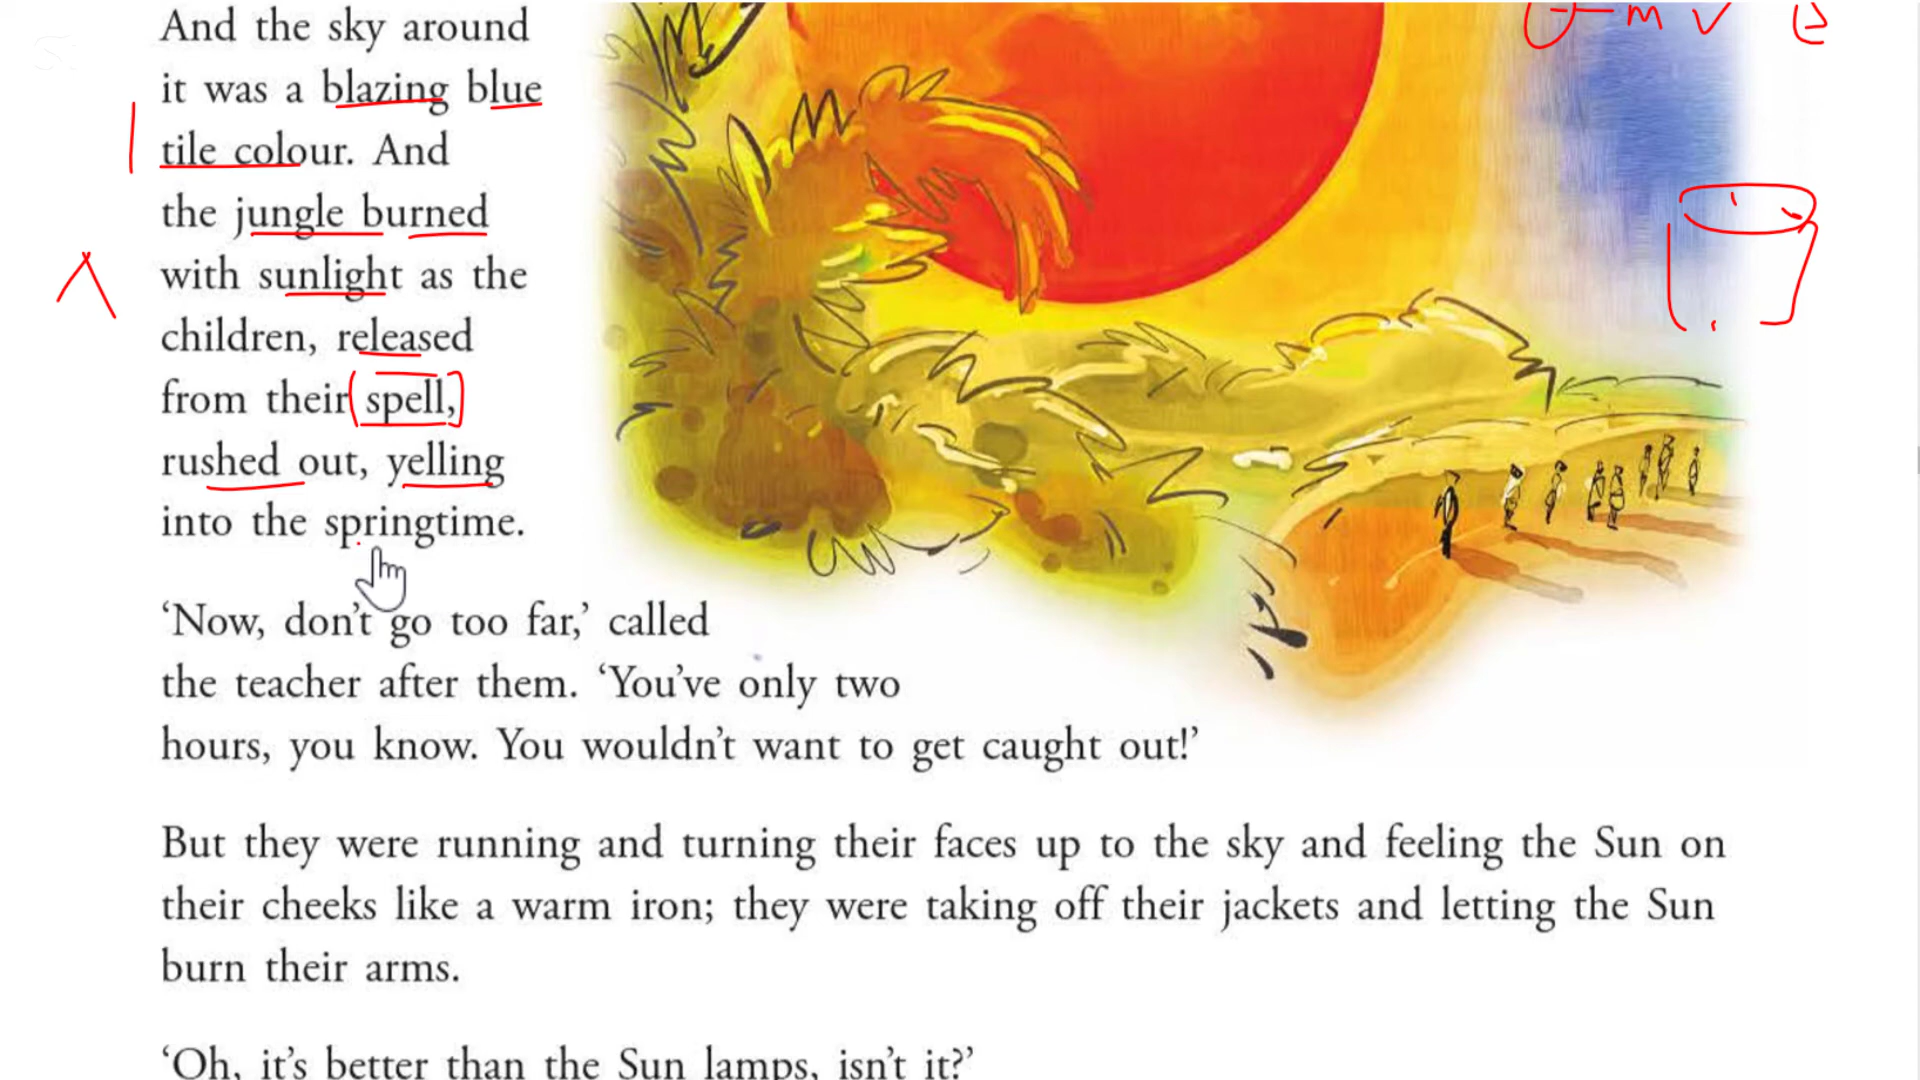 And the sky around
it was a blazing blue
tile colour. And
the jungle burned
with sunlight as the
children, released
from their spell,
rushed out, yelling
into the springtime.
‘Now, don’t go too far,’ called
the teacher after them. ‘You’ve only two
hours, you know. You wouldn’t want to get caught out!’
But they were running and turning their faces up to the sky and feeling the Sun on
their cheeks like a warm iron; they were taking off their jackets and letting the Sun
burn their arms.
‘Oh, it’s better than the Sun lamps, isn’t it?’